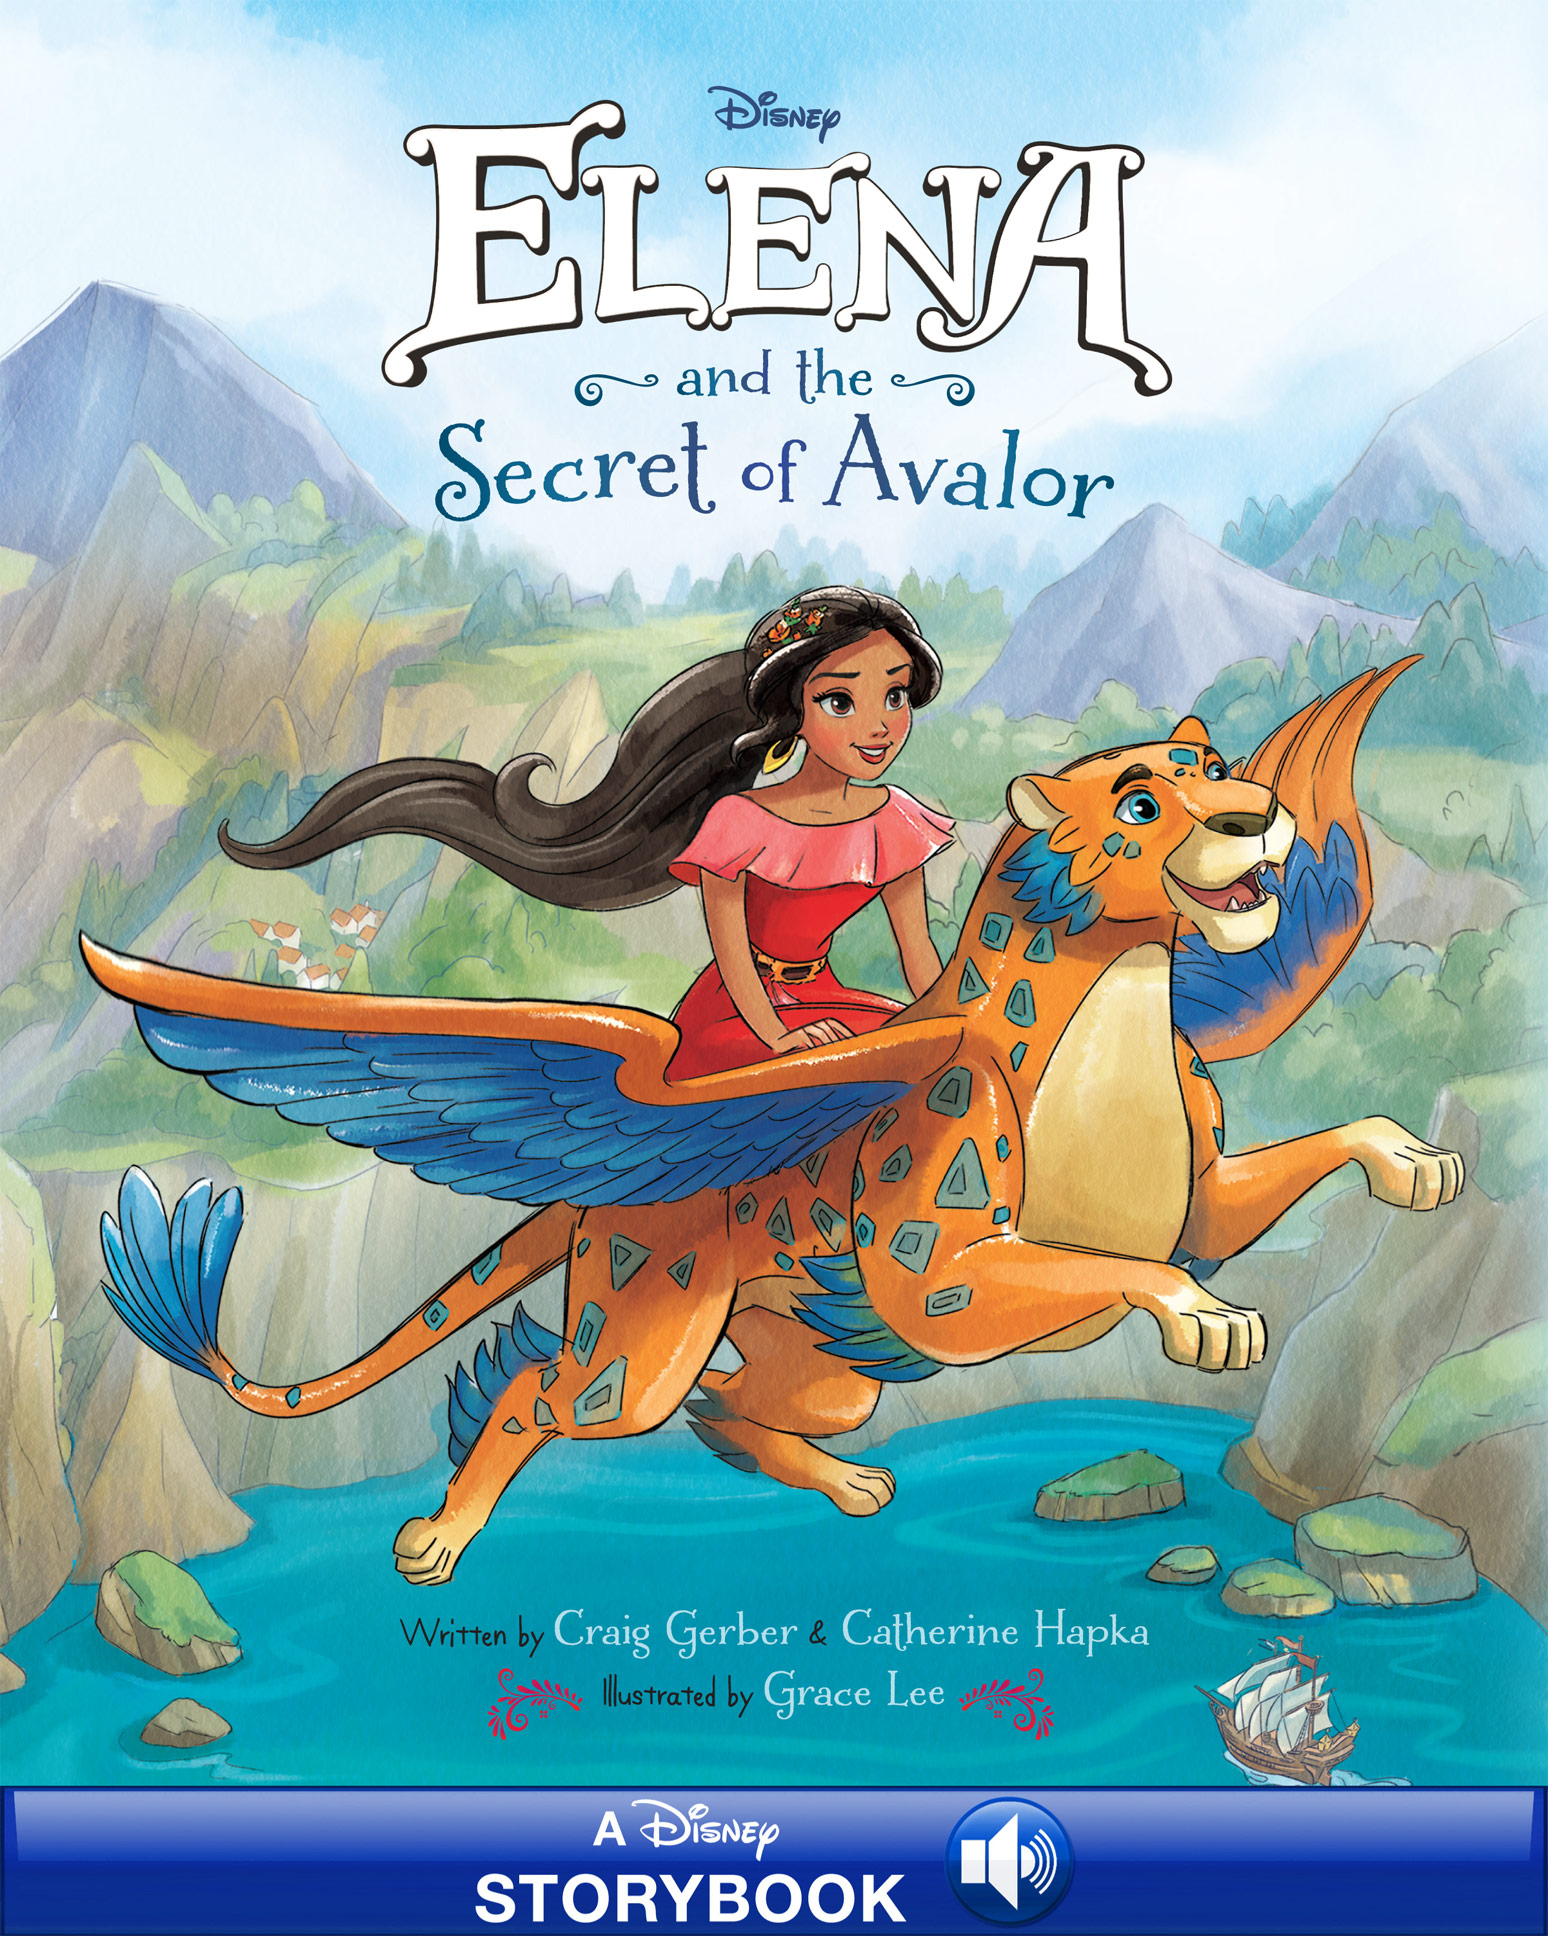 Disney
ELENA
and the
Secret of Avalor
Written by Craig Gerber & Catherine Hapka
Illustrated by Grace Lee
A Disney
STORYBOOK